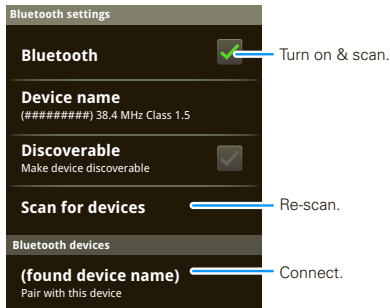 Bluetooth settings
Bluetooth
Turn on & scan.
Device name
(#########) 38.4 MHz Class 1.5
Discoverable
Make device discoverable
Scan for devices
Re-scan.
Bluetooth devices
(found device name)
Connect.
Pair with this device